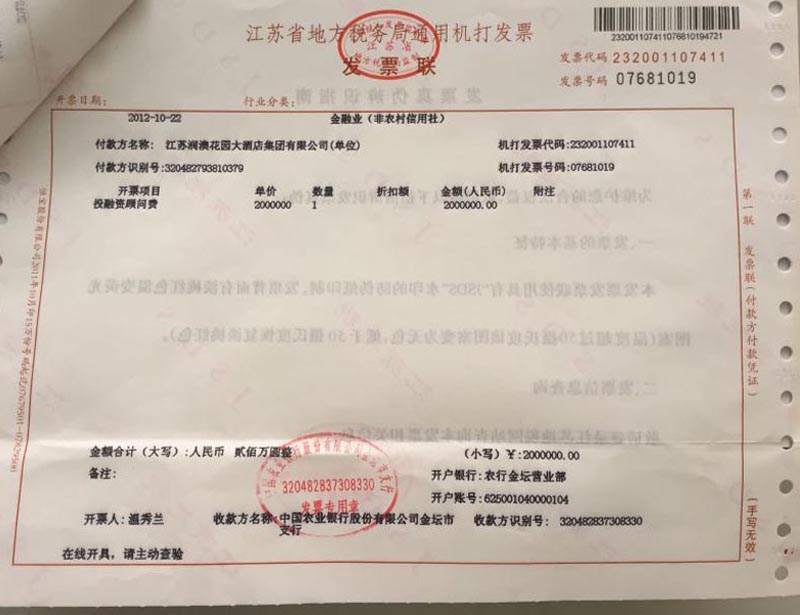 江苏省地方税务局通用机打发票
发票联
232001107411076810194721
发票代码 232001107411
发票号码 07681019
开票日期: 2012-10-22
行业分类: 金融业（非农村信用社）
付款方名称: 江苏润澳花园大酒店集团有限公司(单位)
机打发票代码:232001107411
付款方识别号:320482793810379
机打发票号码:07681019
开票项目 单价 数量 折扣额 金额(人民币) 附注
投融资顾问费 2000000 1 2000000.00
金额合计（大写）:人民币 贰佰万圆整
（小写）¥:2000000.00
备注:
开户银行:农行金坛营业部
开户账号:625001040000104
开票人:温秀兰
收款方名称:中国农业银行股份有限公司金坛市支行
收款方识别号: 320482837308330
在线开具，请主动查验
320482837308330
发票专用章
第一联 发票联(付款方付款凭证)
(手写无效)